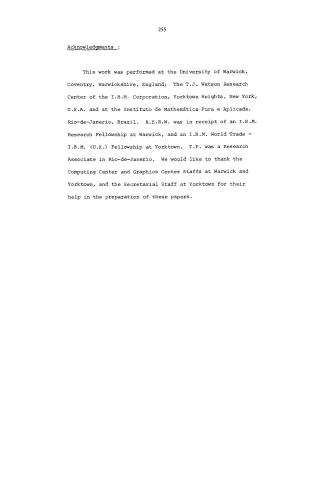 255
Acknowledgments :
This work was performed at the University of Warwick,
Coventry, Warwickshire, England; The T.J. Watson Research
Center of the I.B.M. Corporation, Yorktown Heights, New York,
U.S.A. and at the Instituto de Mathemática Pura e Aplicada,
Rio-de-Janerio, Brazil. A.E.R.W. was in receipt of an I.B.M.
Research Fellowship at Warwick, and an I.B.M. World Trade -
I.B.M. (U.K.) Fellowship at Yorktown. T.P. was a Research
Associate in Rio-de-Janerio. We would like to thank the
Computing Center and Graphics Center Staffs at Warwick and
Yorktown, and the Secretarial Staff at Yorktown for their
help in the preparation of these papers.